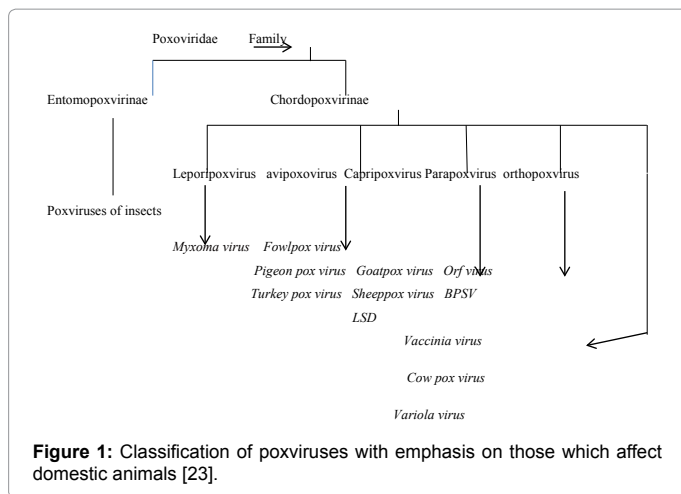 Poxoviridae Family
Entomopoxvirinae Chordopoxvirinae
Leporipoxvirus avipoxovirus Capripoxvirus Parapoxvirus orthopoxvirus
Poxviruses of insects
Myxoma virus Fowlpox virus
Pigeon pox virus Goatpox virus Orf virus
Turkey pox virus Sheeppox virus BPSV
LSD
Vaccinia virus
Cow pox virus
Variola virus
Figure 1: Classification of poxviruses with emphasis on those which affect
domestic animals [23].